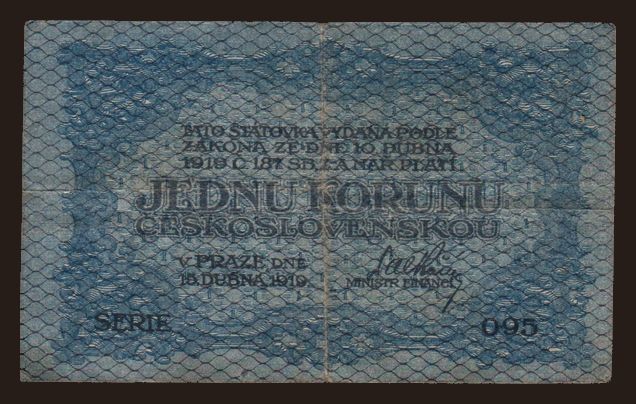 TATO STÁTOVKA VYDANÁ PODLE
ZÁKONA ZE DNE 10. DUBNA
1919 Č. 187 SB. Z. A NAŘ. PLATÍ
JEDNU KORUNU
ČESKOSLOVENSKOU
V PRAZE, DNE
15. DUBNA 1919.
MINISTR FINANCÍ
SERIE 095